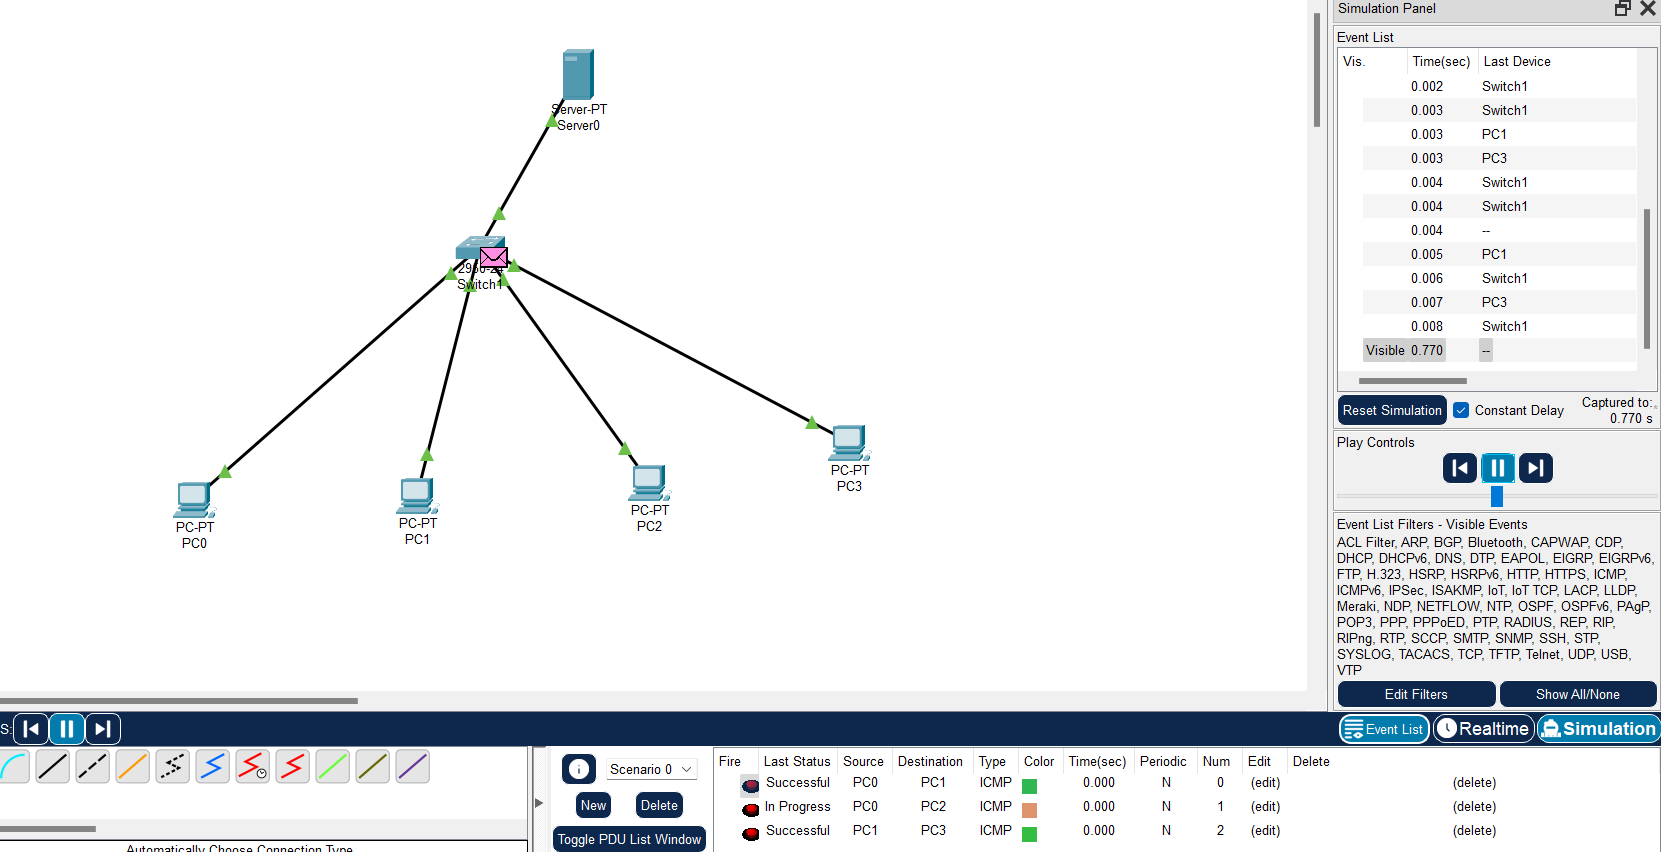 Server-PT
Server0
2950-24
Switch1
PC-PT
PC0
PC-PT
PC1
PC-PT
PC2
PC-PT
PC3
Simulation Panel
Event List
Vis. Time(sec) Last Device
0.002 Switch1
0.003 Switch1
0.003 PC1
0.003 PC3
0.004 Switch1
0.004 Switch1
0.004 --
0.005 PC1
0.006 Switch1
0.007 PC3
0.008 Switch1
Visible 0.770 --
Reset Simulation Constant Delay Captured to:
0.770 s
Play Controls
Event List Filters - Visible Events
ACL Filter, ARP, BGP, Bluetooth, CAPWAP, CDP,
DHCP, DHCPv6, DNS, DTP, EAPOL, EIGRP, EIGRPv6,
FTP, H.323, HSRP, HSRPv6, HTTP, HTTPS, ICMP,
ICMPv6, IPSec, ISAKMP, IoT, IoT TCP, LACP, LLDP,
Meraki, NDP, NETFLOW, NTP, OSPF, OSPFv6, PAgP,
POP3, PPP, PPPoED, PTP, RADIUS, REP, RIP,
RIPng, RTP, SCCP, SMTP, SNMP, SSH, STP,
SYSLOG, TACACS, TCP, TFTP, Telnet, UDP, USB,
VTP
Edit Filters Show All/None
S: Event List Realtime Simulation
Scenario 0
New Delete
Toggle PDU List Window
Automatically Choose Connection Type
Fire Last Status Source Destination Type Color Time(sec) Periodic Num Edit Delete
Successful PC0 PC1 ICMP 0.000 N 0 (edit) (delete)
In Progress PC0 PC2 ICMP 0.000 N 1 (edit) (delete)
Successful PC1 PC3 ICMP 0.000 N 2 (edit) (delete)